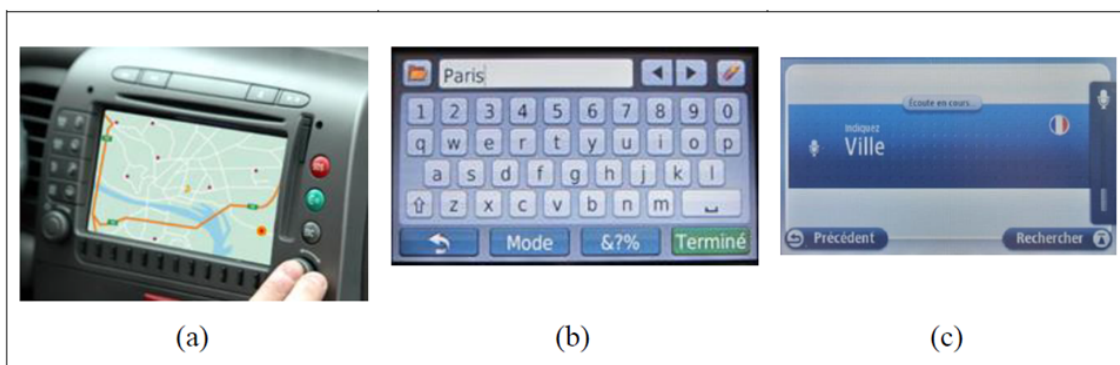 Paris
1 2 3 4 5 6 7 8 9 0
q w e r t y u i o p
a s d f g h j k l
z x c v b n m
Mode &?% Terminé
Écoute en cours...
Indiquez
Ville
Précédent Rechercher
(a) (b) (c)